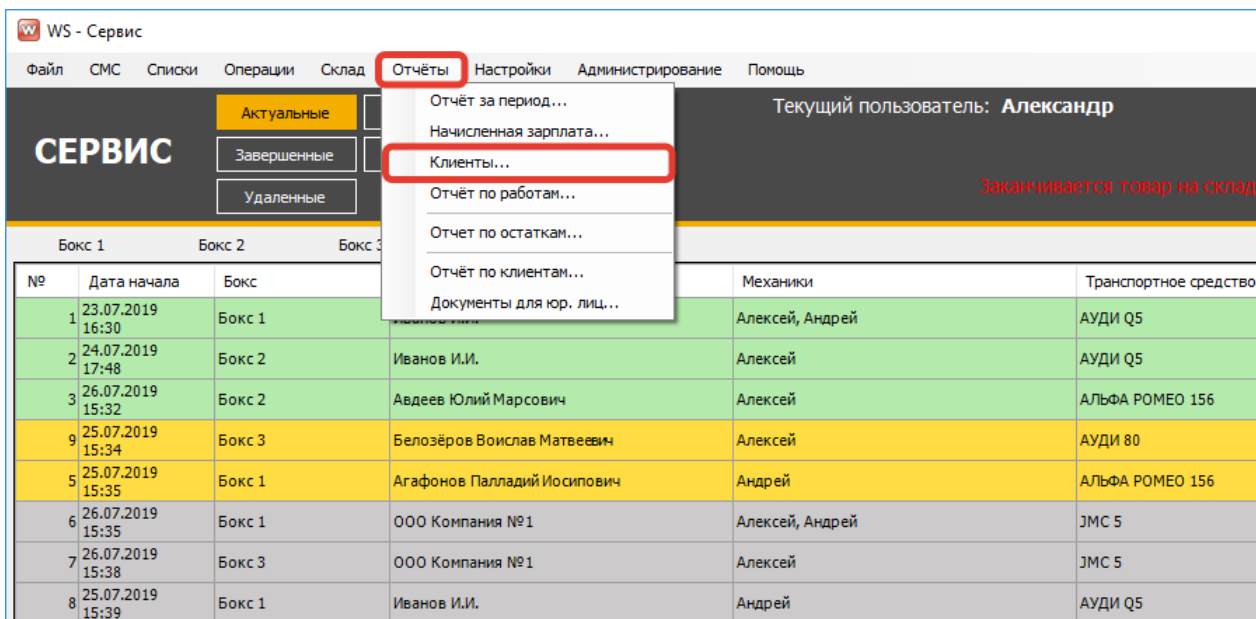 WS - Сервис
Файл СМС Списки Операции Склад Отчёты Настройки Администрирование Помощь
Актуальные
Завершенные
Удаленные
СЕРВИС
Отчёт за период...
Начисленная зарплата...
Клиенты...
Отчёт по работам...
Отчет по остаткам...
Отчёт по клиентам...
Документы для юр. лиц...
Текущий пользователь: Александр
Заканчивается товар на склад
Бокс 1 Бокс 2 Бокс 3
№ Дата начала Бокс Механики Транспортное средство
1 23.07.2019 16:30 Бокс 1 Иванов И.И. Алексей, Андрей АУДИ Q5
2 24.07.2019 17:48 Бокс 2 Иванов И.И. Алексей АУДИ Q5
3 26.07.2019 15:32 Бокс 2 Авдеев Юлий Марсович Алексей АЛЬФА РОМЕО 156
9 25.07.2019 15:34 Бокс 3 Белозёров Воислав Матвеевич Алексей АУДИ 80
5 25.07.2019 15:35 Бокс 1 Агафонов Палладий Иосипович Андрей АЛЬФА РОМЕО 156
6 26.07.2019 15:35 Бокс 1 ООО Компания №1 Алексей, Андрей JMC 5
7 26.07.2019 15:38 Бокс 3 ООО Компания №1 Алексей JMC 5
8 25.07.2019 15:39 Бокс 1 Иванов И.И. Андрей АУДИ Q5